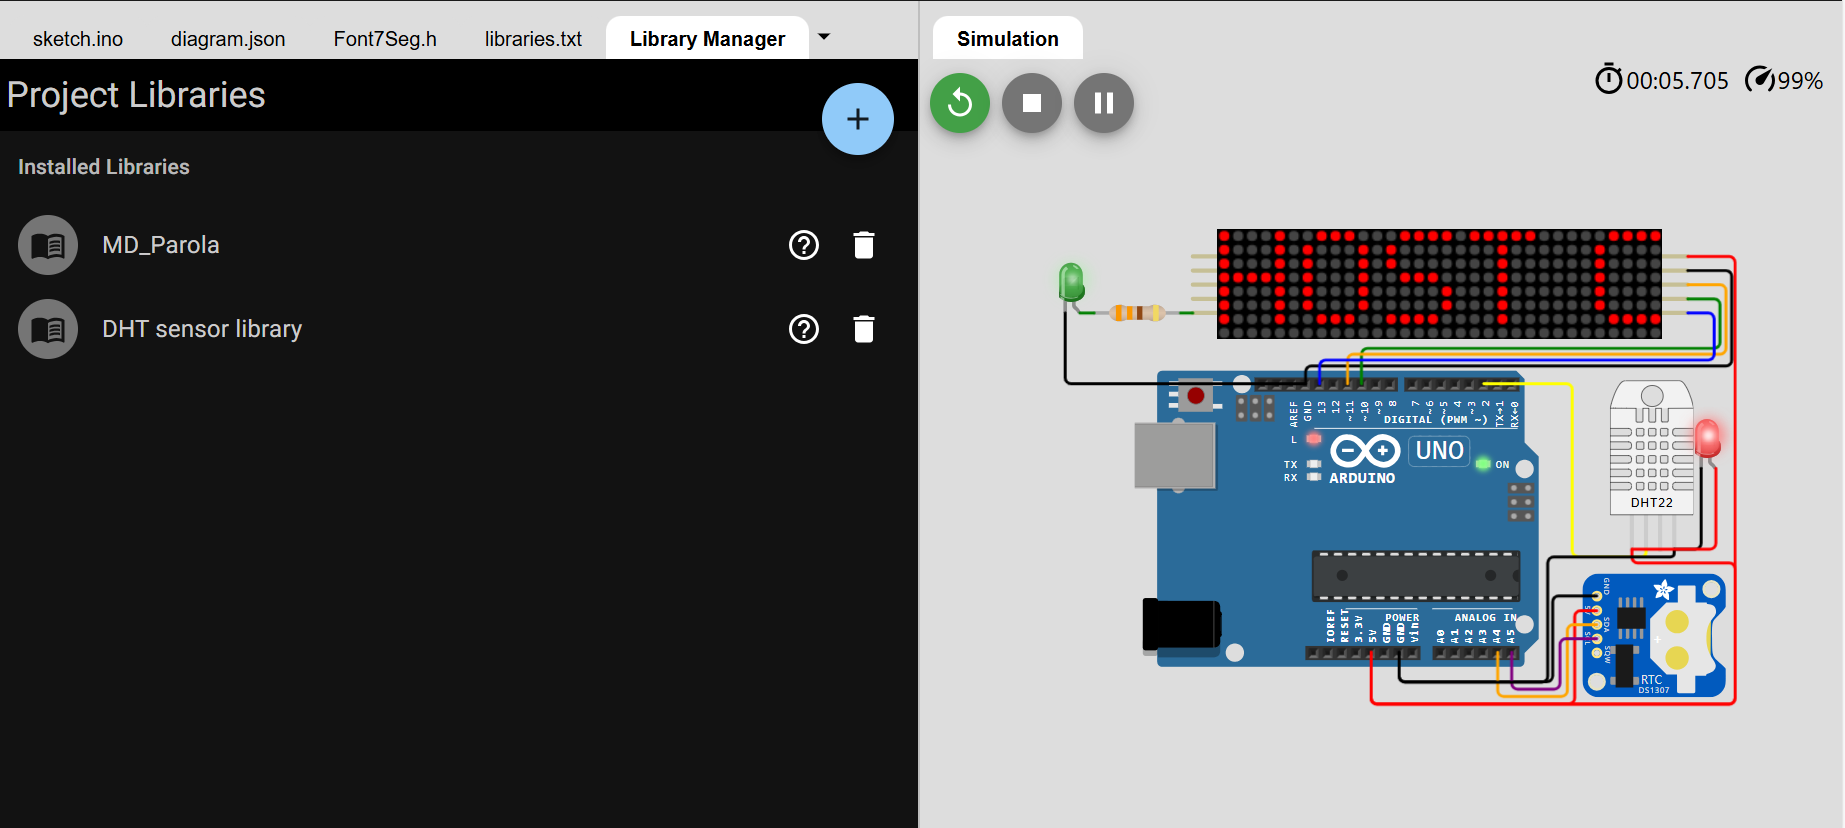 sketch.ino diagram.json Font7Seg.h libraries.txt Library Manager
Project Libraries
+
Installed Libraries
MD_Parola
DHT sensor library
Simulation
00:05.705 99%
AREF GND 13 12 ~11 ~10 ~9 8 7 ~6 ~5 4 ~3 2 TX→1 RX←0
DIGITAL (PWM ~)
L
TX
RX
UNO
ARDUINO
ON
DHT22
IOREF RESET 3.3V 5V GND GND Vin A0 A1 A2 A3 A4 A5
POWER ANALOG IN
GND
SDA
SQW
RTC
DS1307